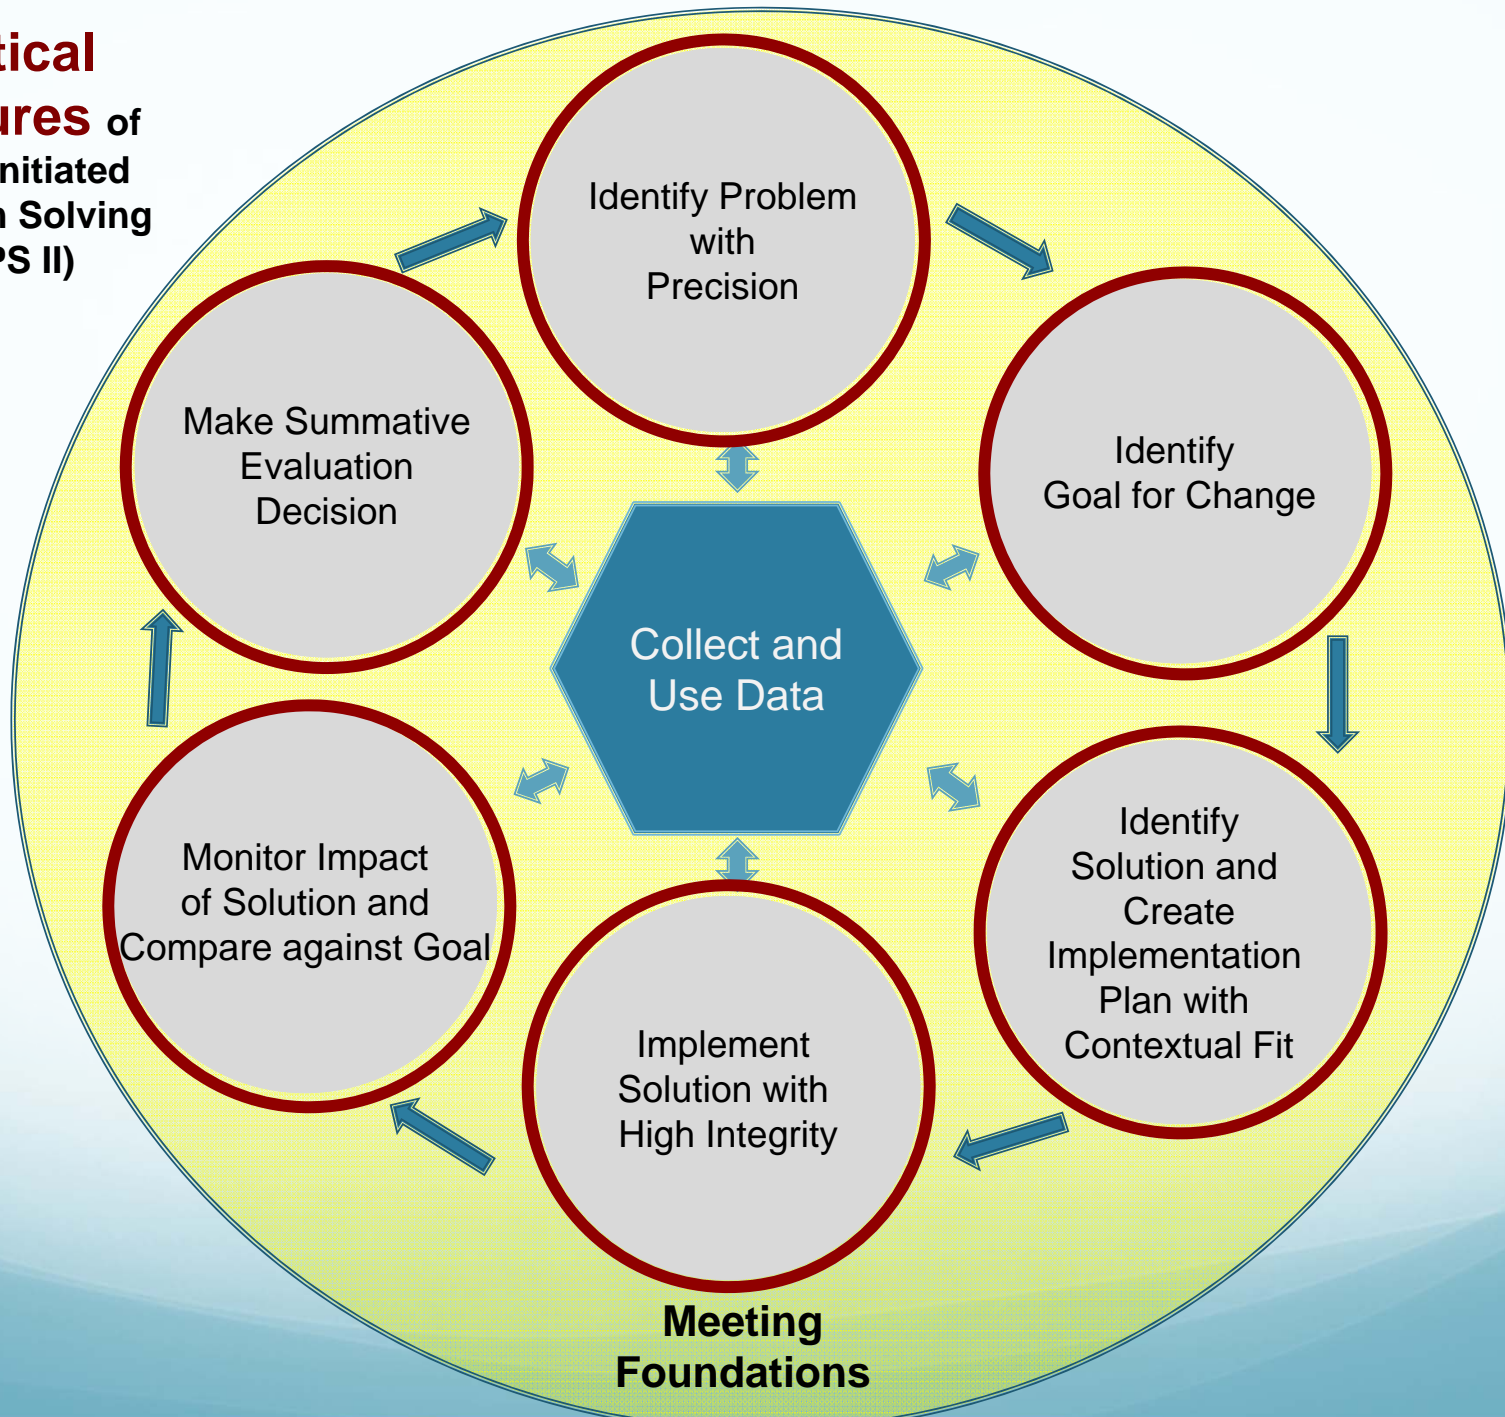 tical
ures of
nitiated
n Solving
PS II)
Identify Problem
with
Precision
Identify
Goal for Change
Identify
Solution and
Create
Implementation
Plan with
Contextual Fit
Implement
Solution with
High Integrity
Monitor Impact
of Solution and
Compare against Goal
Make Summative
Evaluation
Decision
Collect and
Use Data
Meeting
Foundations